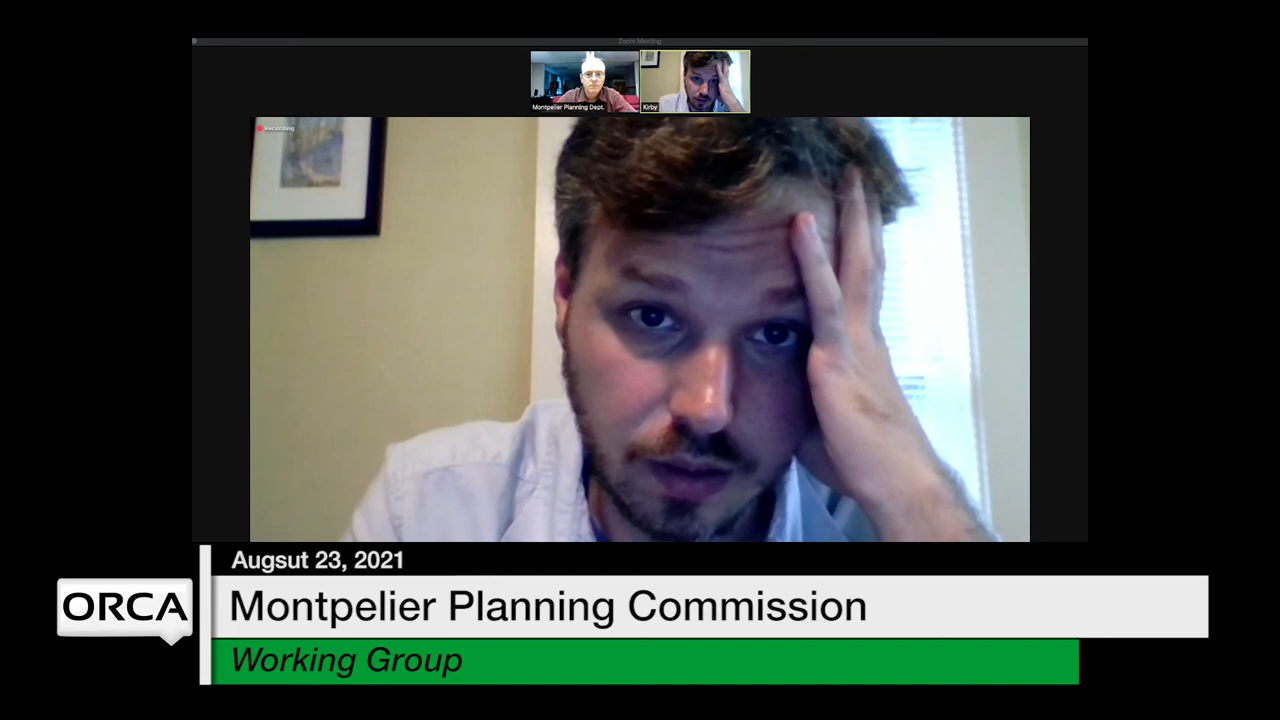 Zoom Meeting
Montpelier Planning Dept.
Kirby
Recording
Augsut 23, 2021
ORCA
Montpelier Planning Commission
Working Group